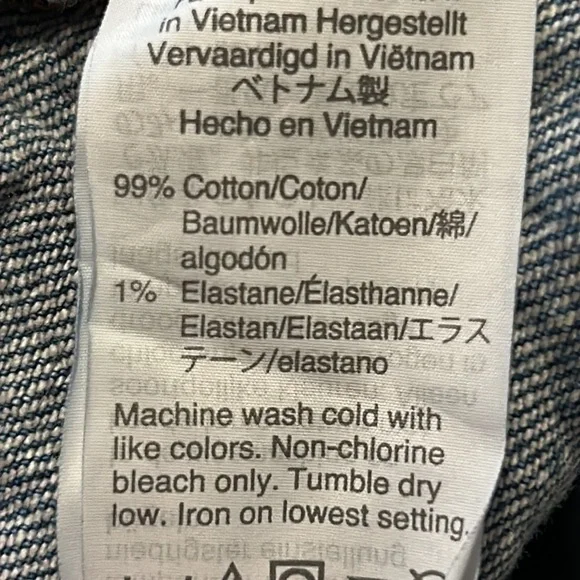 in Vietnam Hergestellt
Vervaardigd in Viëtnam
ベトナム製
Hecho en Vietnam
99% Cotton/Coton/
Baumwolle/Katoen/綿/
algodón
1% Elastane/Élasthanne/
Elastan/Elastaan/エラス
テーン/elastano
Machine wash cold with
like colors. Non-chlorine
bleach only. Tumble dry
low. Iron on lowest setting.